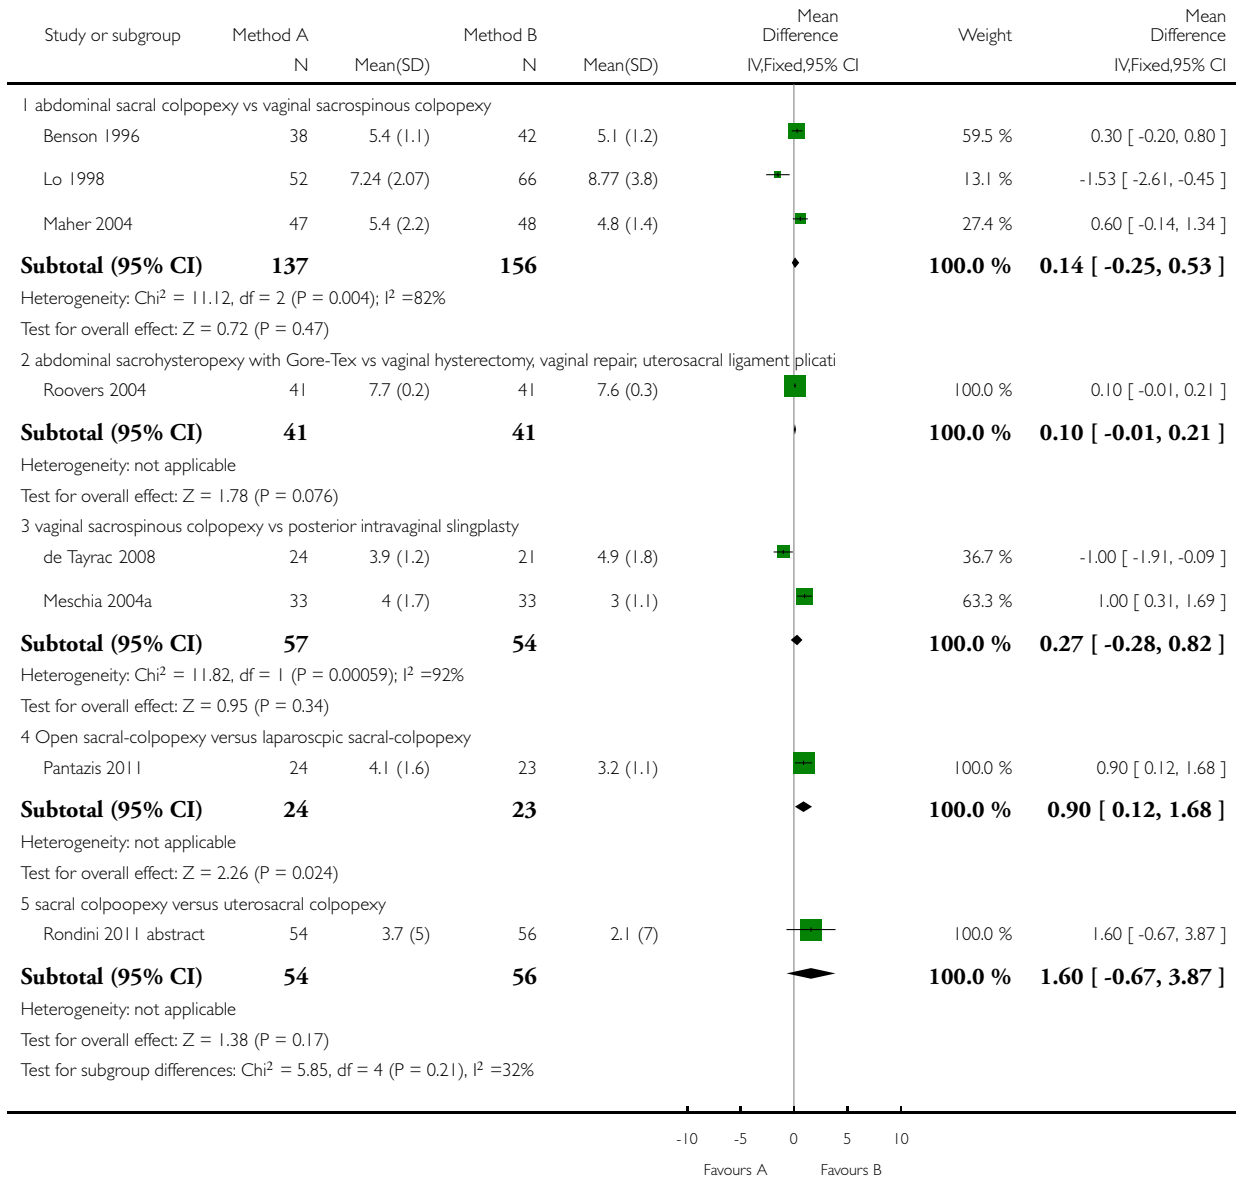 Study or subgroup Method A Method B Mean Difference Weight Mean Difference
N Mean(SD) N Mean(SD) IV,Fixed,95% CI IV,Fixed,95% CI
1 abdominal sacral colpopexy vs vaginal sacrospinous colpopexy
Benson 1996 38 5.4 (1.1) 42 5.1 (1.2) 59.5 % 0.30 [ -0.20, 0.80 ]
Lo 1998 52 7.24 (2.07) 66 8.77 (3.8) 13.1 % -1.53 [ -2.61, -0.45 ]
Maher 2004 47 5.4 (2.2) 48 4.8 (1.4) 27.4 % 0.60 [ -0.14, 1.34 ]
Subtotal (95% CI) 137 156 100.0 % 0.14 [ -0.25, 0.53 ]
Heterogeneity: Chi² = 11.12, df = 2 (P = 0.004); I² =82%
Test for overall effect: Z = 0.72 (P = 0.47)
2 abdominal sacrohysteropexy with Gore-Tex vs vaginal hysterectomy, vaginal repair, uterosacral ligament plicati
Roovers 2004 41 7.7 (0.2) 41 7.6 (0.3) 100.0 % 0.10 [ -0.01, 0.21 ]
Subtotal (95% CI) 41 41 100.0 % 0.10 [ -0.01, 0.21 ]
Heterogeneity: not applicable
Test for overall effect: Z = 1.78 (P = 0.076)
3 vaginal sacrospinous colpopexy vs posterior intravaginal slingplasty
de Tayrac 2008 24 3.9 (1.2) 21 4.9 (1.8) 36.7 % -1.00 [ -1.91, -0.09 ]
Meschia 2004a 33 4 (1.7) 33 3 (1.1) 63.3 % 1.00 [ 0.31, 1.69 ]
Subtotal (95% CI) 57 54 100.0 % 0.27 [ -0.28, 0.82 ]
Heterogeneity: Chi² = 11.82, df = 1 (P = 0.00059); I² =92%
Test for overall effect: Z = 0.95 (P = 0.34)
4 Open sacral-colpopexy versus laparoscpic sacral-colpopexy
Pantazis 2011 24 4.1 (1.6) 23 3.2 (1.1) 100.0 % 0.90 [ 0.12, 1.68 ]
Subtotal (95% CI) 24 23 100.0 % 0.90 [ 0.12, 1.68 ]
Heterogeneity: not applicable
Test for overall effect: Z = 2.26 (P = 0.024)
5 sacral colpoopexy versus uterosacral colpopexy
Rondini 2011 abstract 54 3.7 (5) 56 2.1 (7) 100.0 % 1.60 [ -0.67, 3.87 ]
Subtotal (95% CI) 54 56 100.0 % 1.60 [ -0.67, 3.87 ]
Heterogeneity: not applicable
Test for overall effect: Z = 1.38 (P = 0.17)
Test for subgroup differences: Chi² = 5.85, df = 4 (P = 0.21), I² =32%
-10 -5 0 5 10
Favours A Favours B